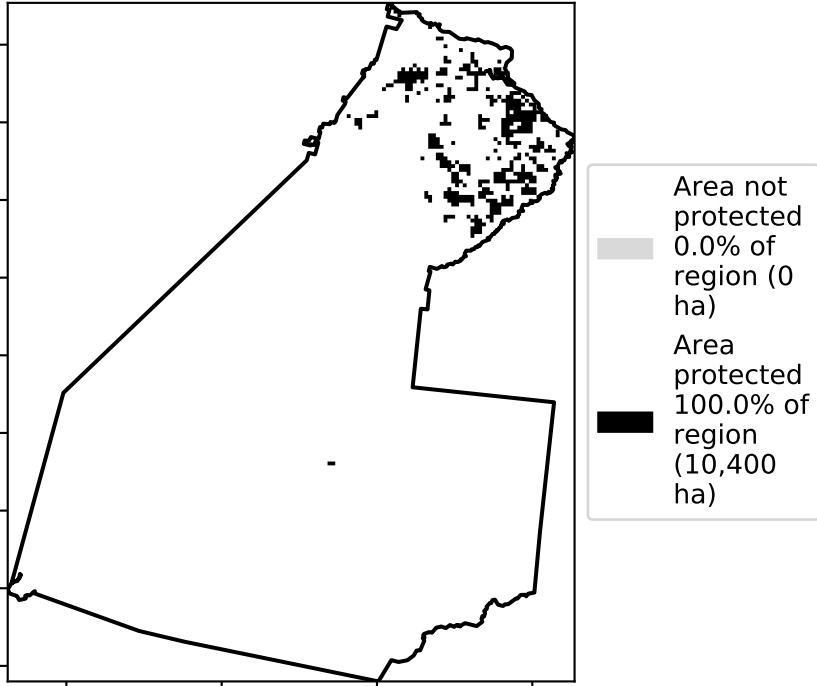 Area not
protected
0.0% of
region (0
ha)
Area
protected
100.0% of
region
(10,400
ha)